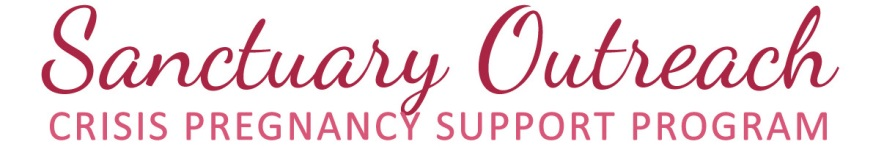 Sanctuary Outreach
CRISIS PREGNANCY SUPPORT PROGRAM